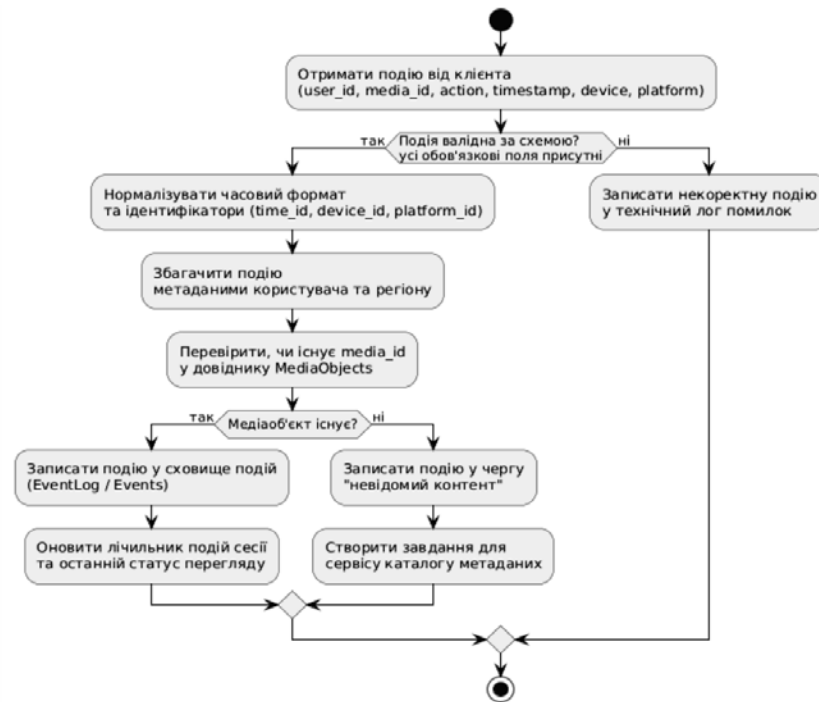 Отримати подію від клієнта
(user_id, media_id, action, timestamp, device, platform)
так
Подія валідна за схемою?
усі обов'язкові поля присутні
ні
Нормалізувати часовий формат
та ідентифікатори (time_id, device_id, platform_id)
Записати некоректну подію
у технічний лог помилок
Збагачити подію
метаданими користувача та регіону
Перевірити, чи існує media_id
у довіднику MediaObjects
так
Медіаоб'єкт існує?
ні
Записати подію у сховище подій
(EventLog / Events)
Записати подію у чергу
"невідомий контент"
Оновити лічильник подій сесії
та останній статус перегляду
Створити завдання для
сервісу каталогу метаданих